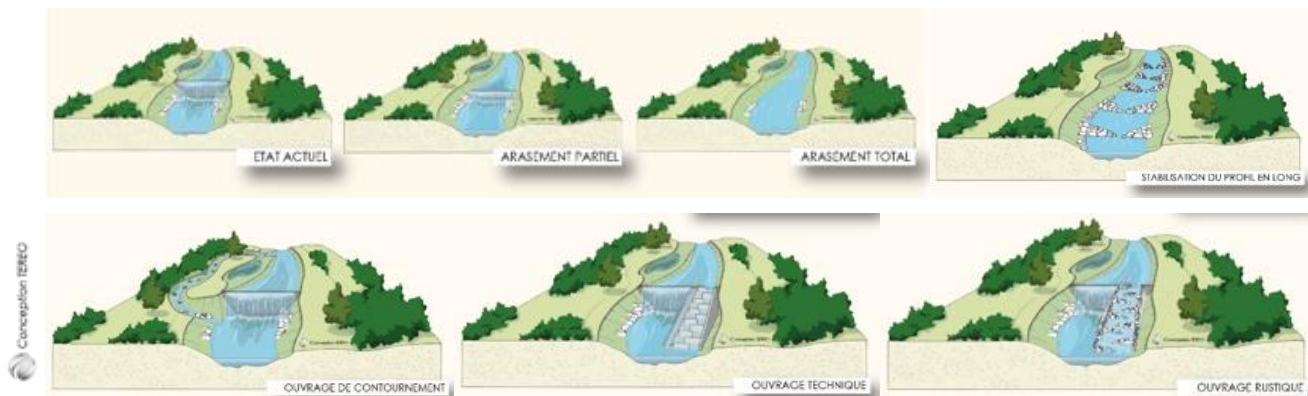 ETAT ACTUEL
ARASEMENT PARTIEL
ARASEMENT TOTAL
STABILISATION DU PROFIL EN LONG
Conception TEREO
OUVRAGE DE CONTOURNEMENT
OUVRAGE TECHNIQUE
OUVRAGE RUSTIQUE